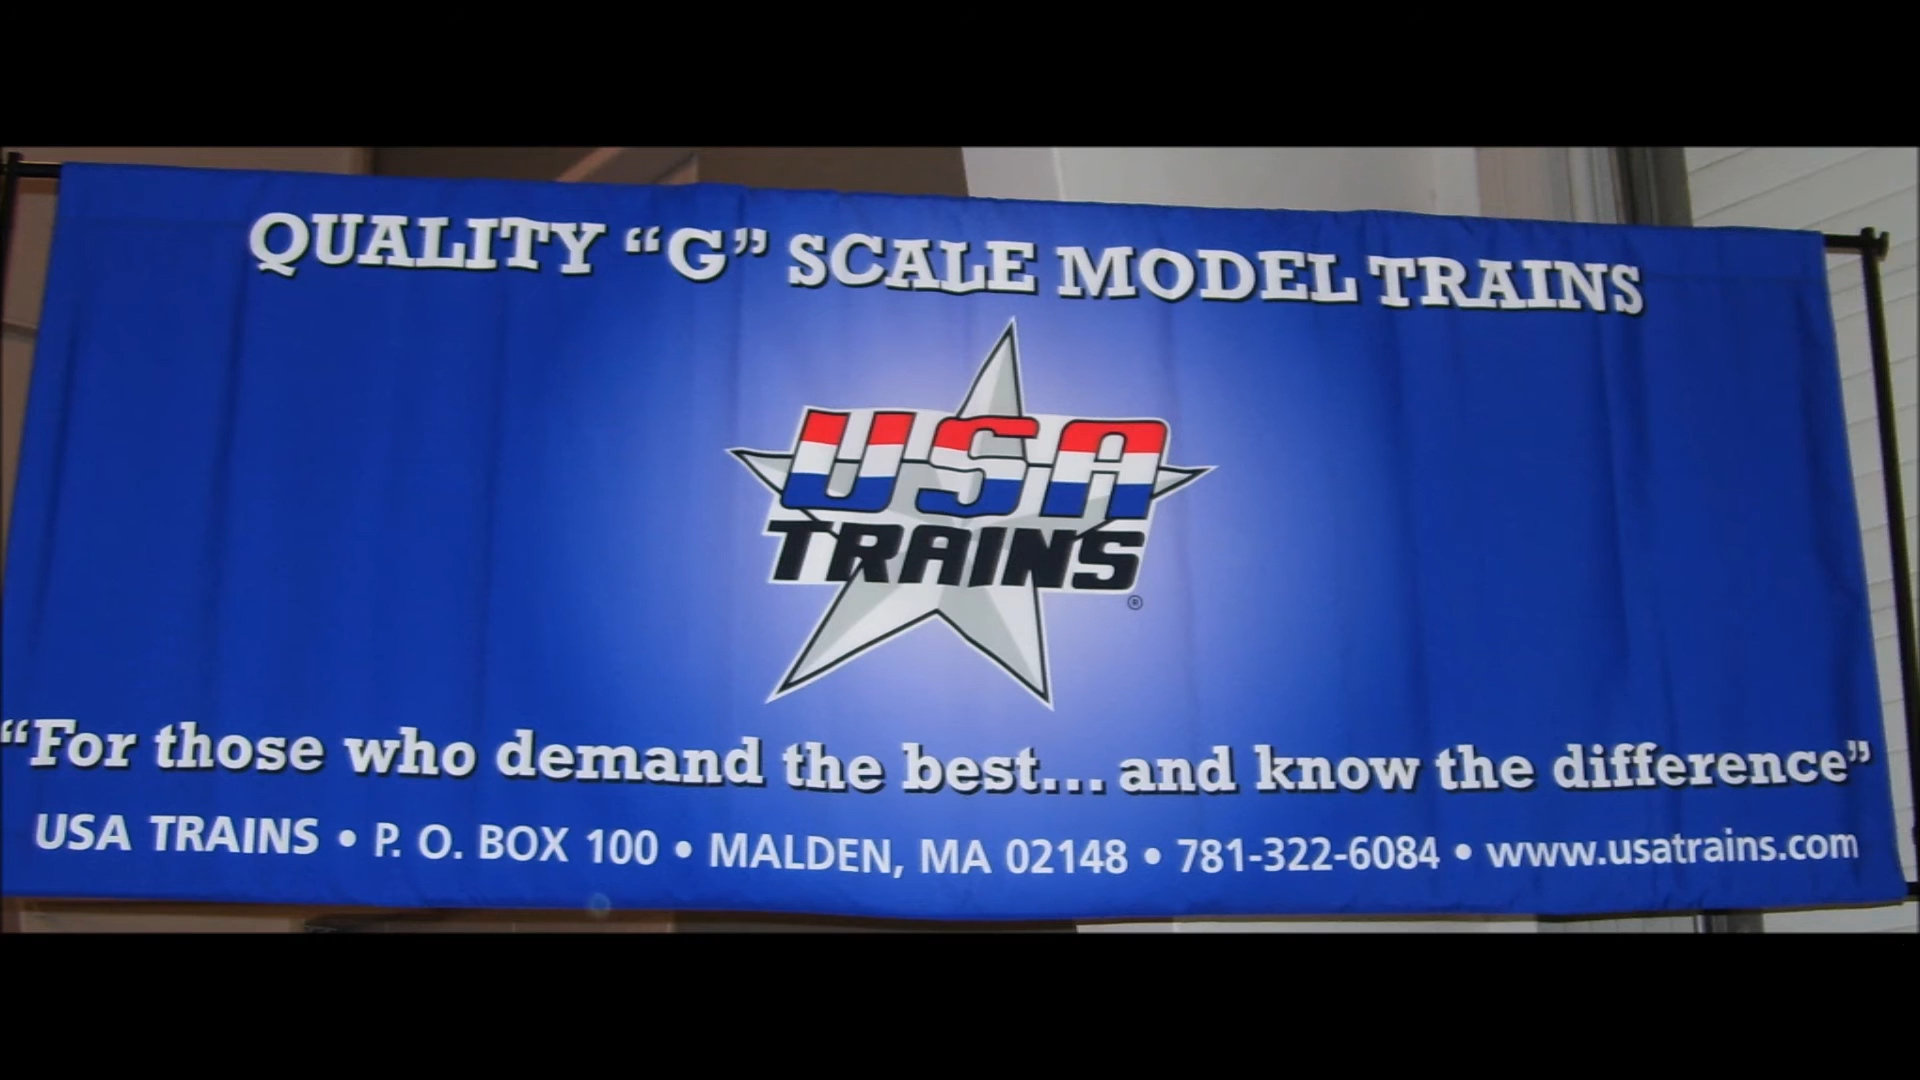 QUALITY “G” SCALE MODEL TRAINS
USA
TRAINS
®
“For those who demand the best... and know the difference”
USA TRAINS • P. O. BOX 100 • MALDEN, MA 02148 • 781-322-6084 • www.usatrains.com